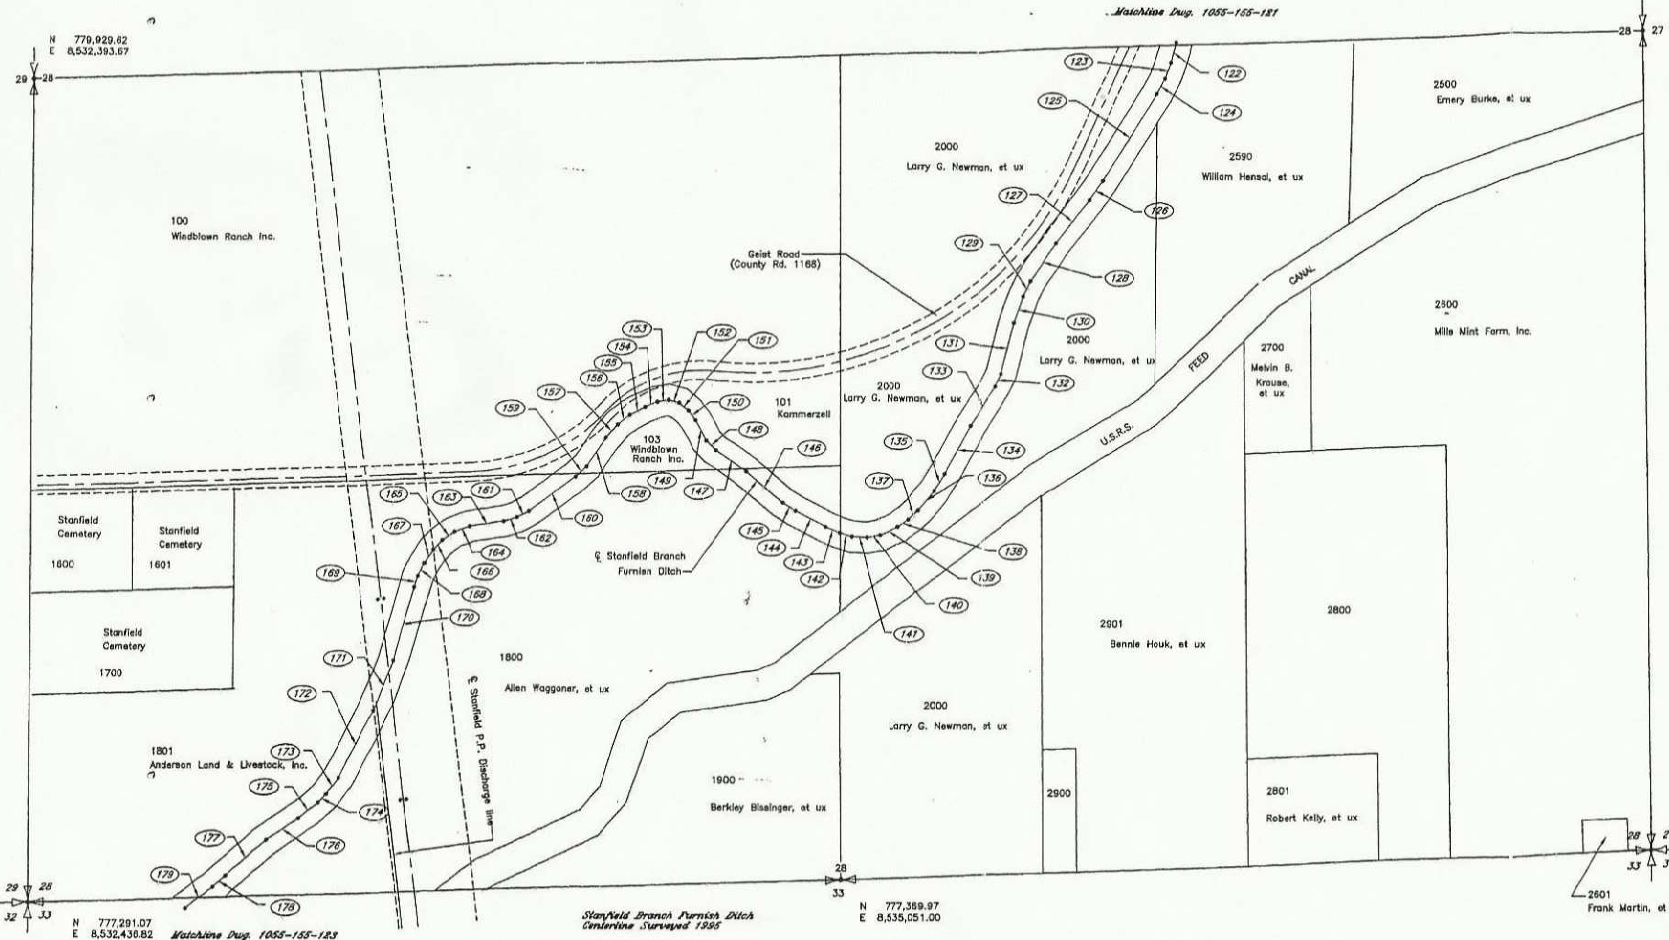 Matchline Dwg. 1055-155-121
N 779,929.62
E 8,532,393.67
29 28
28 27
123
122
125
124
2500
Emery Burke, et ux
2000
Larry G. Newman, et ux
2590
William Hensal, et ux
127
126
100
Windblown Ranch Inc.
129
Geist Road
(County Rd. 1168)
128
CANAL
130
2000
Larry G. Newman, et ux
Mills Mint Farm, Inc.
153
152
151
154
155
156
131
133
132
FEED
2700
Melvin B.
Krause,
et ux
157
2000
Larry G. Newman, et ux
159
150
101
Kammerzell
148
103
Windblown
Ranch Inc.
146
U.S.R.S.
135
134
149
147
158
137
136
165
163
161
167
160
162
164
145
144
143
142
138
Stanfield
Cemetery
1600
Stanfield
Cemetery
1601
℄ Stanfield Branch
Furnish Ditch
166
169
168
139
140
141
170
Stanfield
Cemetery
1700
171
1800
Allen Waggoner, et ux
2901
Bennie Houk, et ux
2800
172
℄ Stanfield P.P. Discharge line
2000
Larry G. Newman, et ux
1801
Anderson Land & Livestock, Inc.
173
175
174
1900
Berkley Bissinger, et ux
2900
2801
Robert Kelly, et ux
177
176
179
178
28
33
28
33
29 28
32 33
2601
Frank Martin, et
N 777,291.07
E 8,532,436.82
Matchline Dwg. 1055-155-123
Stanfield Branch Furnish Ditch
Centerline Surveyed 1995
N 777,369.97
E 8,535,051.00